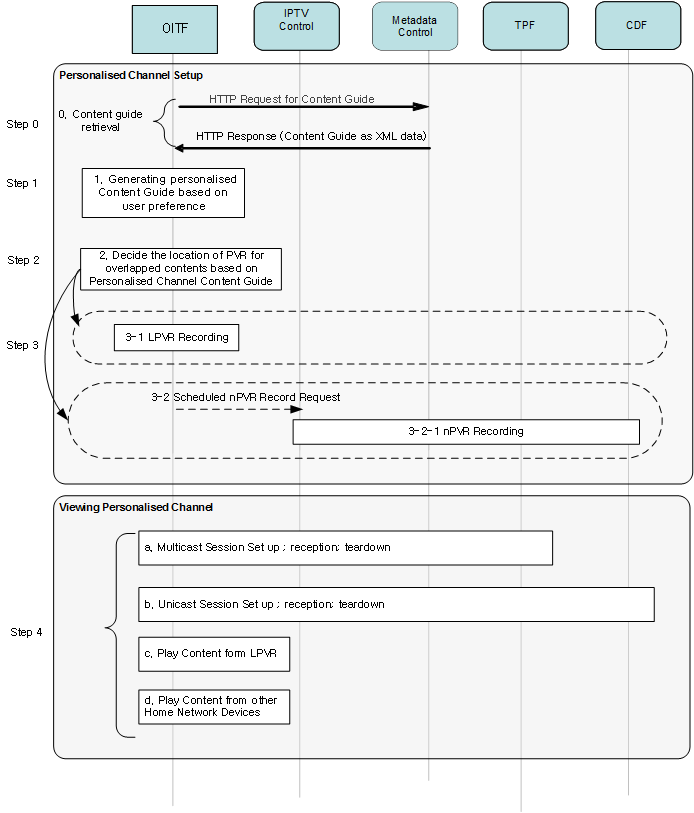 OITF
IPTV
Control
Metadata
Control
TPF
CDF
Personalised Channel Setup
Step 0
0, Content guide
retrieval
HTTP Request for Content Guide
HTTP Response (Content Guide as XML data)
Step 1
1, Generating personalised
Content Guide based on
user preference
Step 2
2, Decide the location of PVR for
overlapped contents based on
Personalised Channel Content Guide
Step 3
3-1 LPVR Recording
3-2 Scheduled nPVR Record Request
3-2-1 nPVR Recording
Viewing Personalised Channel
Step 4
a, Multicast Session Set up ; reception; teardown
b, Unicast Session Set up ; reception; teardown
c, Play Content form LPVR
d, Play Content from other
Home Network Devices